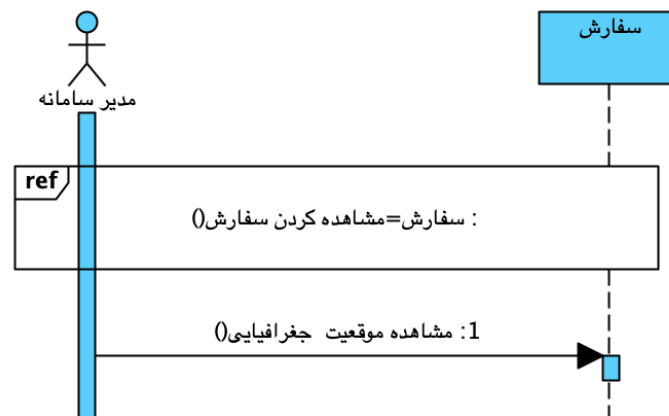 سفارش
مدیر سامانه
ref
: سفارش=مشاهده کردن سفارش()
1: مشاهده موقعیت جغرافیایی()